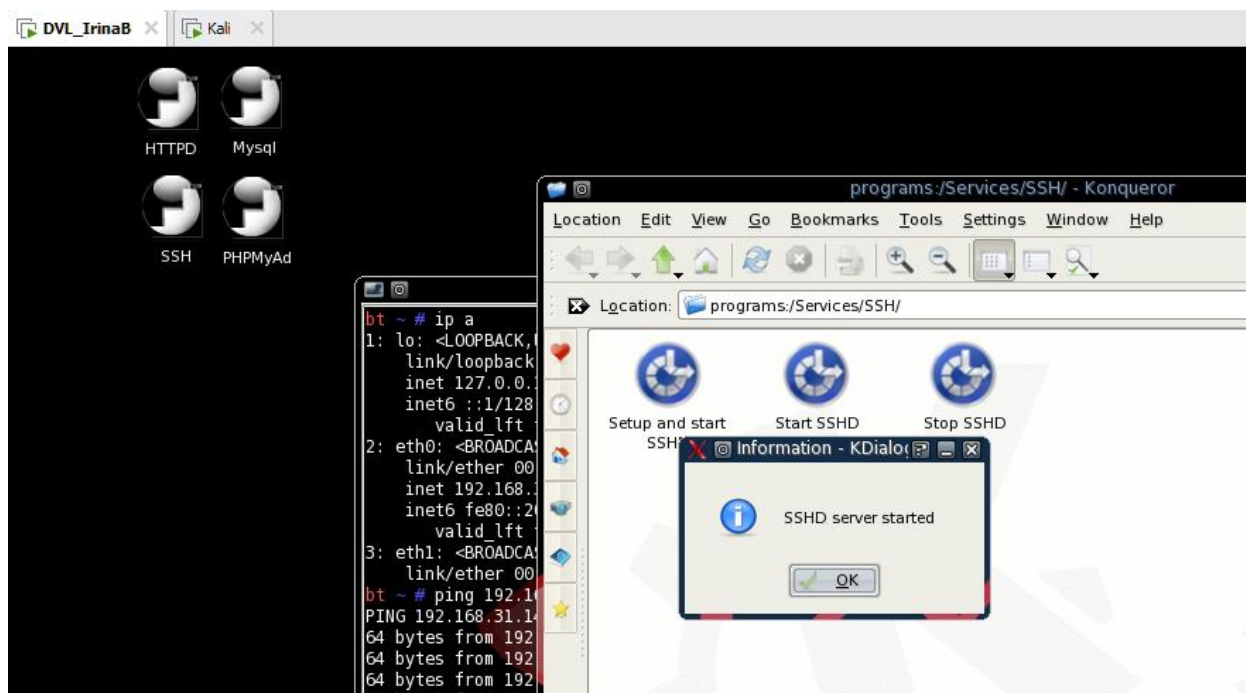 DVL_IrinaB
Kali
HTTPD
Mysql
SSH
PHPMyAd
programs:/Services/SSH/ - Konqueror
Location Edit View Go Bookmarks Tools Settings Window Help
Location: programs:/Services/SSH/
Setup and start
Start SSHD
Stop SSHD
Information - KDialog
SSHD server started
OK
bt ~ # ip a
1: lo: <LOOPBACK,
link/loopback
inet 127.0.0.
inet6 ::1/128
valid_lft
2: eth0: <BROADCAS
link/ether 00
inet 192.168.
inet6 fe80::2
valid_lft
3: eth1: <BROADCAS
link/ether 00
bt ~ # ping 192.1
PING 192.168.31.1
64 bytes from 192
64 bytes from 192
64 bytes from 192